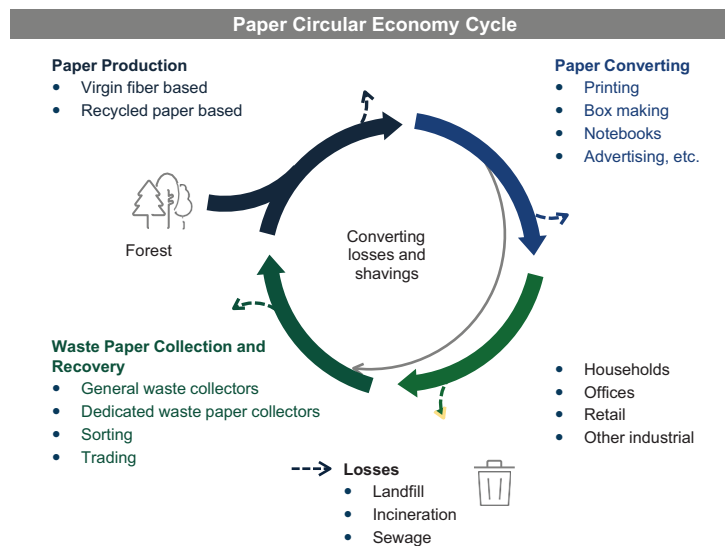 Paper Circular Economy Cycle
Paper Production
• Virgin fiber based
• Recycled paper based
Paper Converting
• Printing
• Box making
• Notebooks
• Advertising, etc.
Forest
Converting
losses and
shavings
Waste Paper Collection and
Recovery
• General waste collectors
• Dedicated waste paper collectors
• Sorting
• Trading
• Households
• Offices
• Retail
• Other industrial
Losses
• Landfill
• Incineration
• Sewage